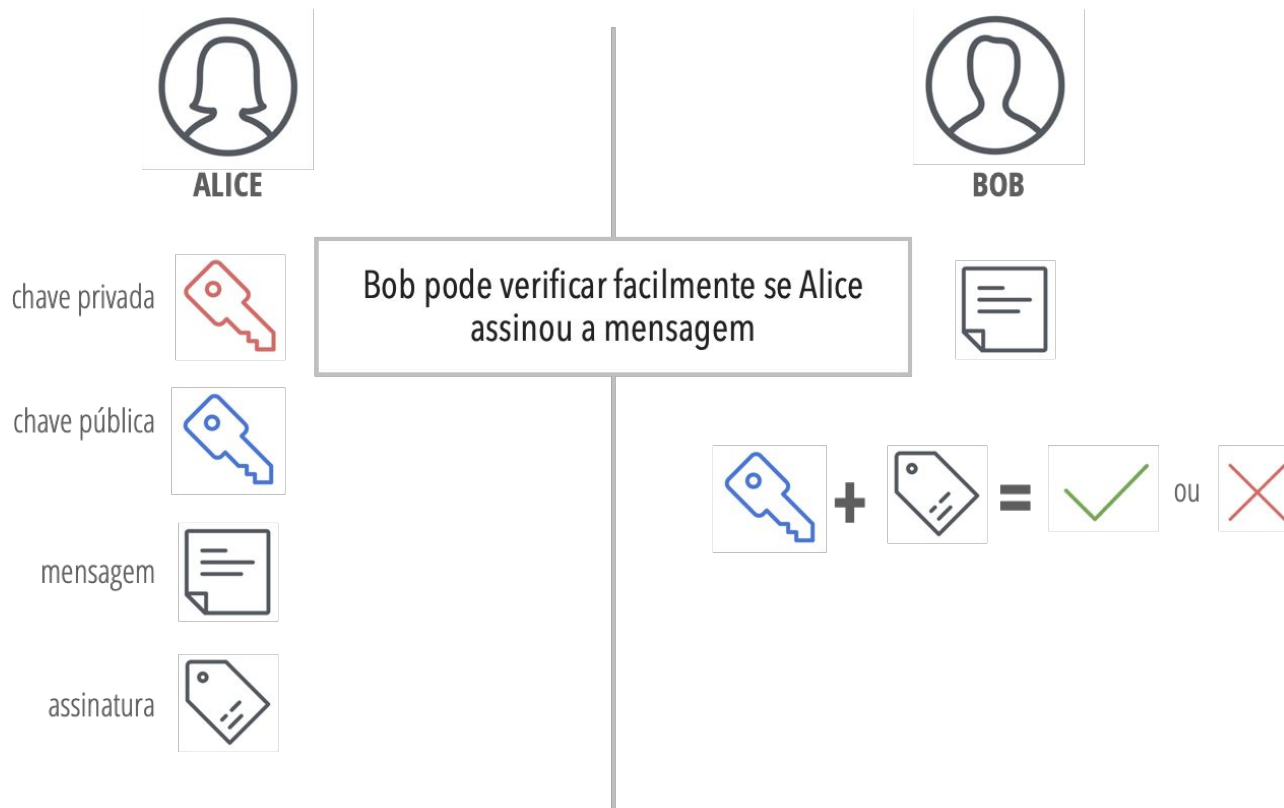 ALICE
BOB
chave privada
Bob pode verificar facilmente se Alice
assinou a mensagem
chave pública
ou
mensagem
assinatura